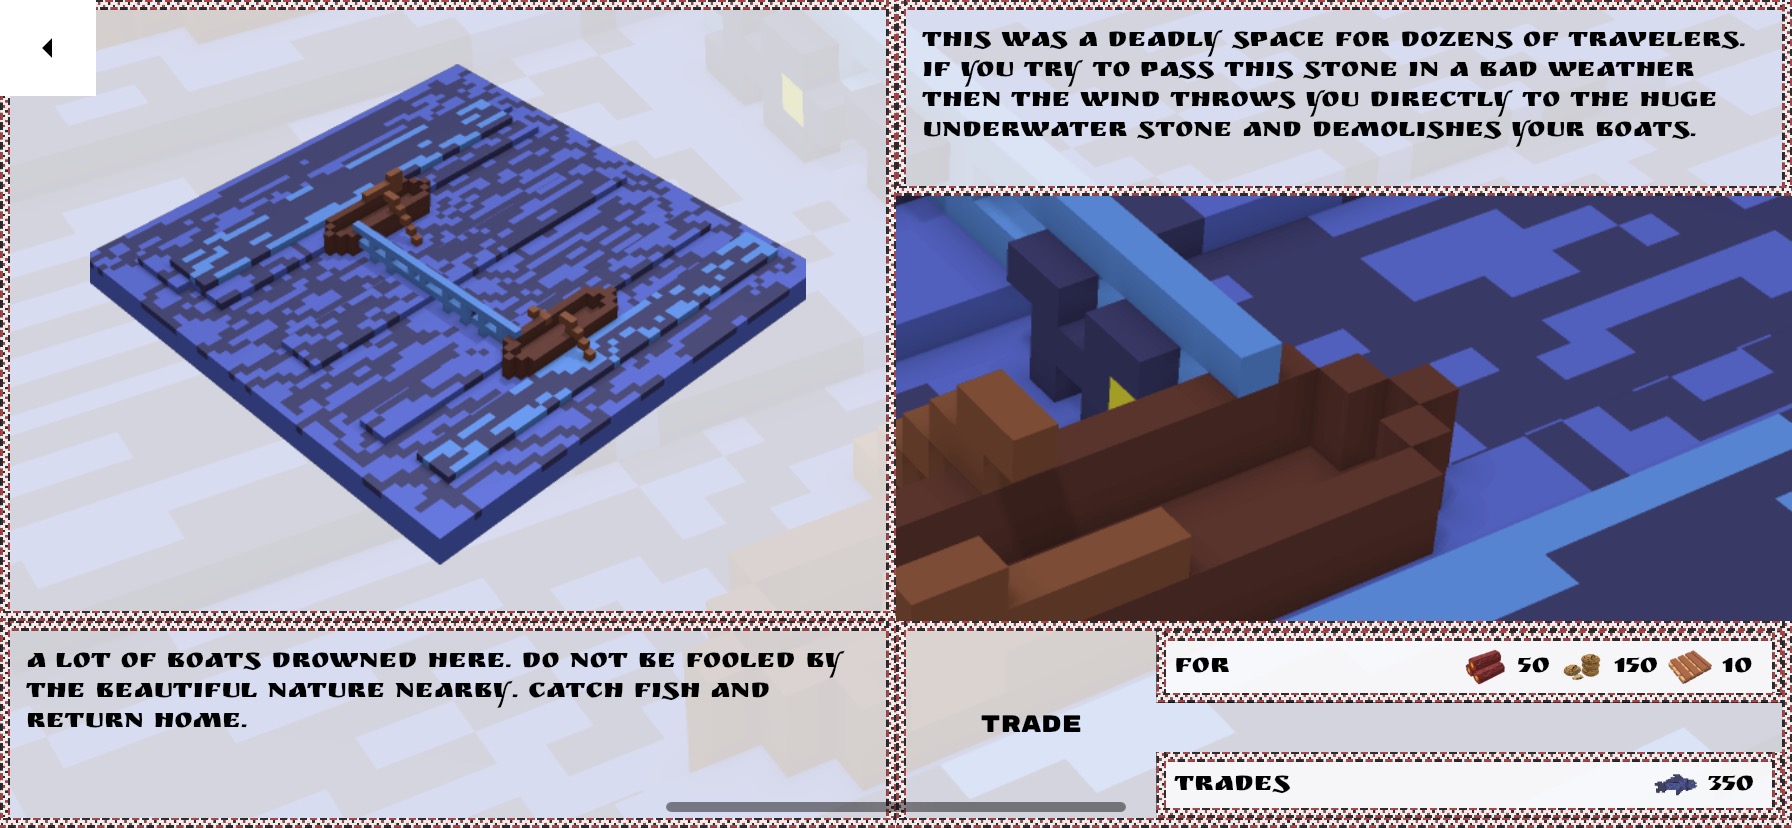 THIS WAS A DEADLY SPACE FOR DOZENS OF TRAVELERS.
IF YOU TRY TO PASS THIS STONE IN A BAD WEATHER
THEN THE WIND THROWS YOU DIRECTLY TO THE HUGE
UNDERWATER STONE AND DEMOLISHES YOUR BOATS.
A LOT OF BOATS DROWNED HERE. DO NOT BE FOOLED BY
THE BEAUTIFUL NATURE NEARBY. CATCH FISH AND
RETURN HOME.
TRADE
FOR 50 150 10
TRADES 350